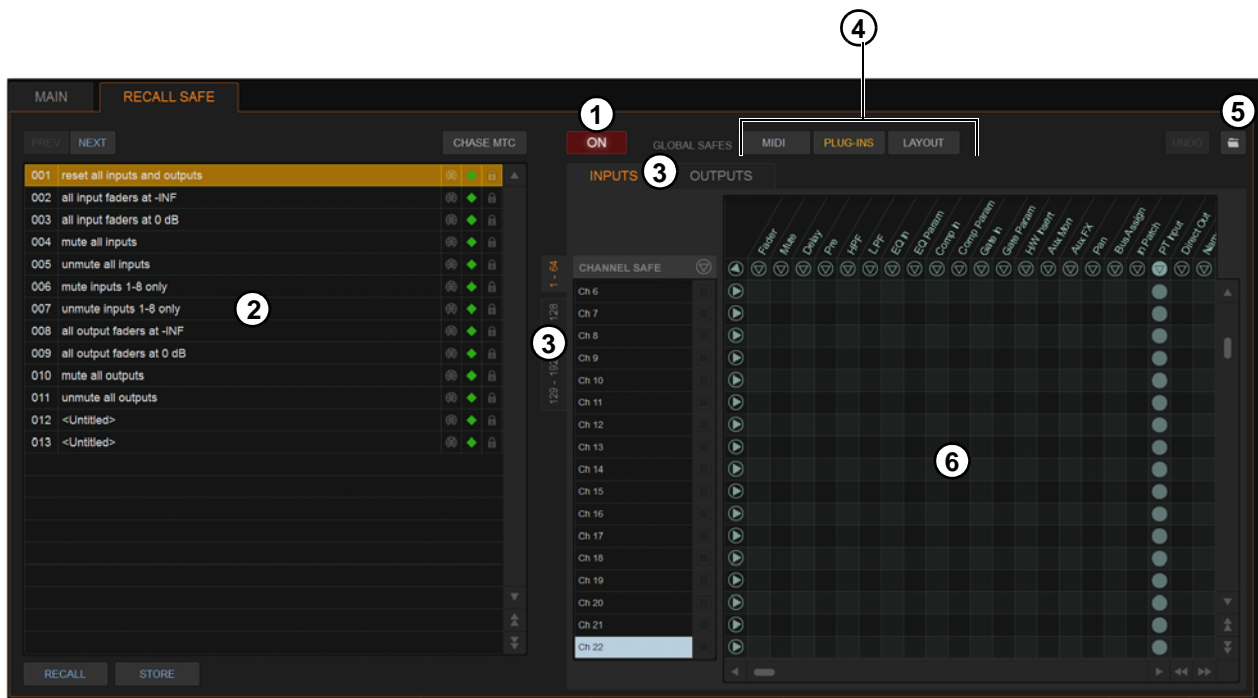 4
MAIN RECALL SAFE
1
5
PREV NEXT CHASE MTC ON GLOBAL SAFES MIDI PLUG-INS LAYOUT UNDO
INPUTS 3 OUTPUTS
001 reset all inputs and outputs
002 all input faders at -INF
003 all input faders at 0 dB
004 mute all inputs
005 unmute all inputs
006 mute inputs 1-8 only
007 unmute inputs 1-8 only
008 all output faders at -INF
009 all output faders at 0 dB
010 mute all outputs
011 unmute all outputs
012 <Untitled>
013 <Untitled>
2
RECALL STORE
1 - 64
128
129 - 192
3
Fader
Mute
Delay
Pre
HPF
LPF
EQ In
EQ Param
Comp In
Comp Param
Gate In
Gate Param
H/W Insert
Aux Mon
Aux FX
Pan
Bus Assign
In Patch
PT Input
Direct Out
CHANNEL SAFE
Ch 6
Ch 7
Ch 8
Ch 9
Ch 10
Ch 11
Ch 12
Ch 13
Ch 14
Ch 15
Ch 16
Ch 17
Ch 18
Ch 19
Ch 20
Ch 21
Ch 22
6